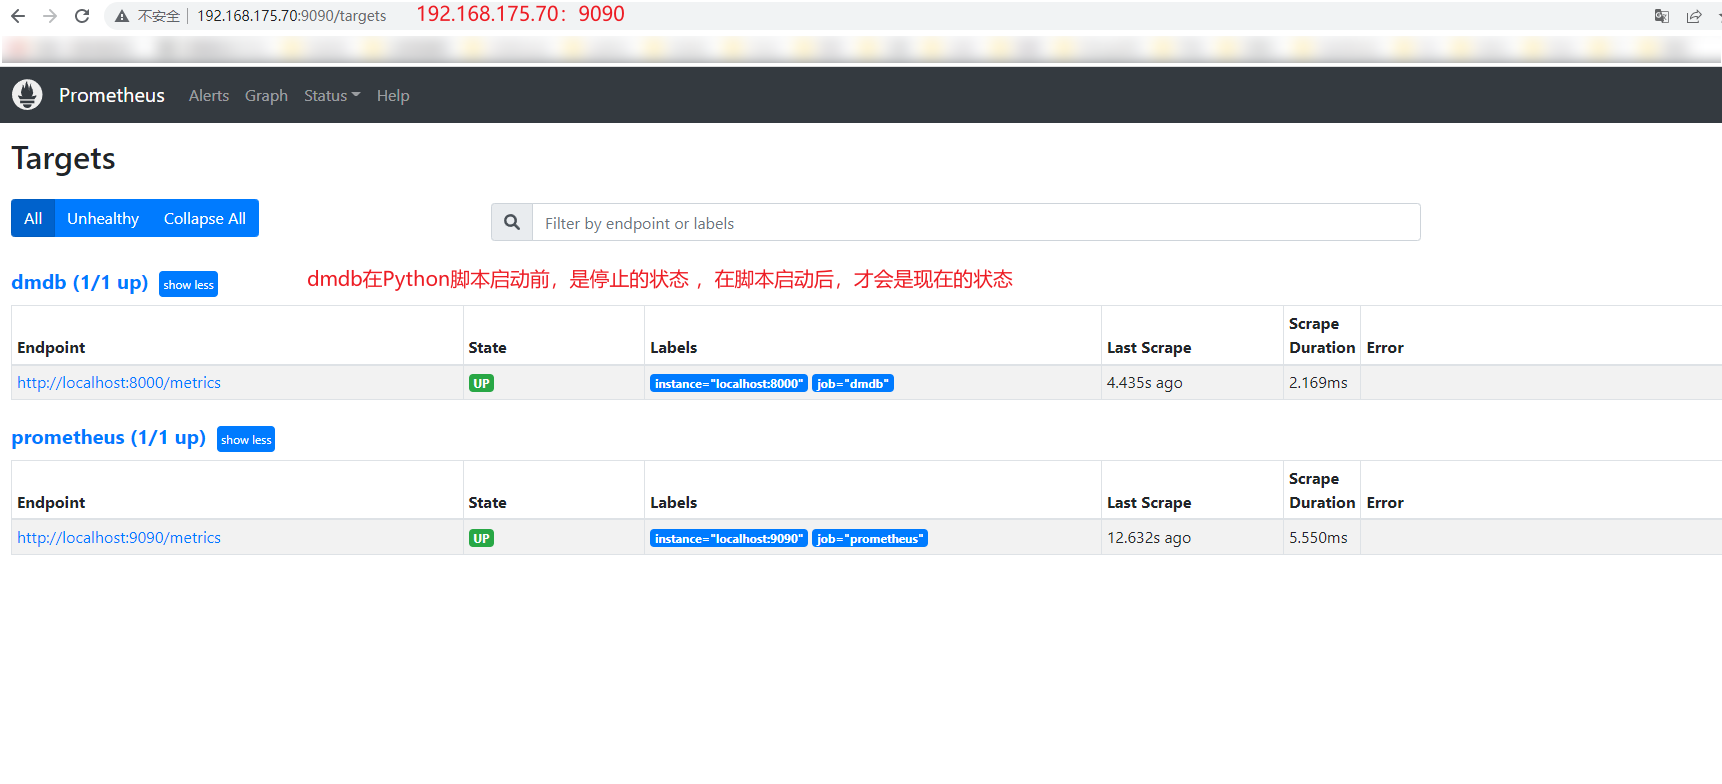 不安全 192.168.175.70:9090/targets 192.168.175.70：9090
Prometheus Alerts Graph Status Help
Targets
All Unhealthy Collapse All Filter by endpoint or labels
dmdb (1/1 up) show less dmdb在Python脚本启动前，是停止的状态 ，在脚本启动后，才会是现在的状态
Endpoint State Labels Last Scrape Scrape Duration Error
http://localhost:8000/metrics UP instance="localhost:8000" job="dmdb" 4.435s ago 2.169ms
prometheus (1/1 up) show less
Endpoint State Labels Last Scrape Scrape Duration Error
http://localhost:9090/metrics UP instance="localhost:9090" job="prometheus" 12.632s ago 5.550ms